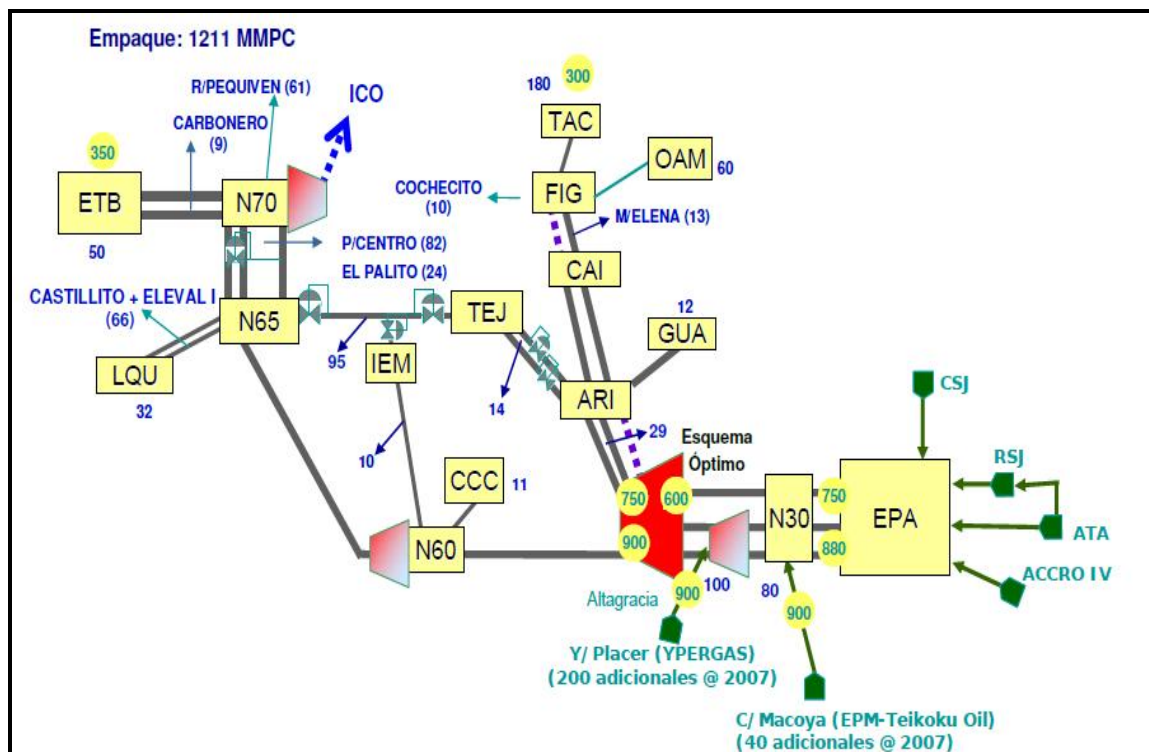 Empaque: 1211 MMPC
R/PEQUIVEN (61)
ICO
CARBONERO
(9)
350
ETB
50
N70
P/CENTRO (82)
EL PALITO (24)
CASTILLITO + ELEVAL I
(66)
N65
LQU
32
95
IEM
10
TEJ
14
CCC
11
N60
180
300
TAC
OAM
60
COCHECITO
(10)
FIG
M/ELENA (13)
CAI
12
GUA
ARI
29
Esquema
Óptimo
750
600
900
Altagracia
900
100
80
900
N30
750
880
EPA
CSJ
RSJ
ATA
ACCRO IV
Y/ Placer (YPERGAS)
(200 adicionales @ 2007)
C/ Macoya (EPM-Teikoku Oil)
(40 adicionales @ 2007)